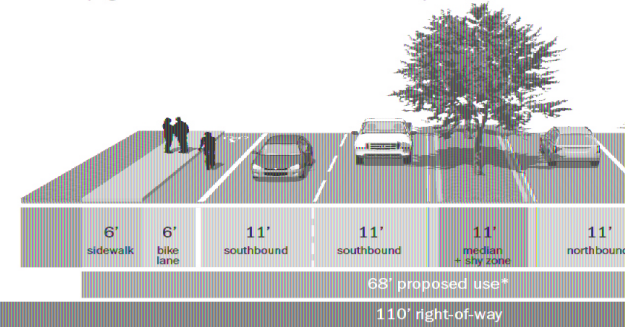 6' 6' 11' 11' 11' 11'
sidewalk bike lane southbound southbound median + shy zone northbound
68' proposed use*
110' right-of-way